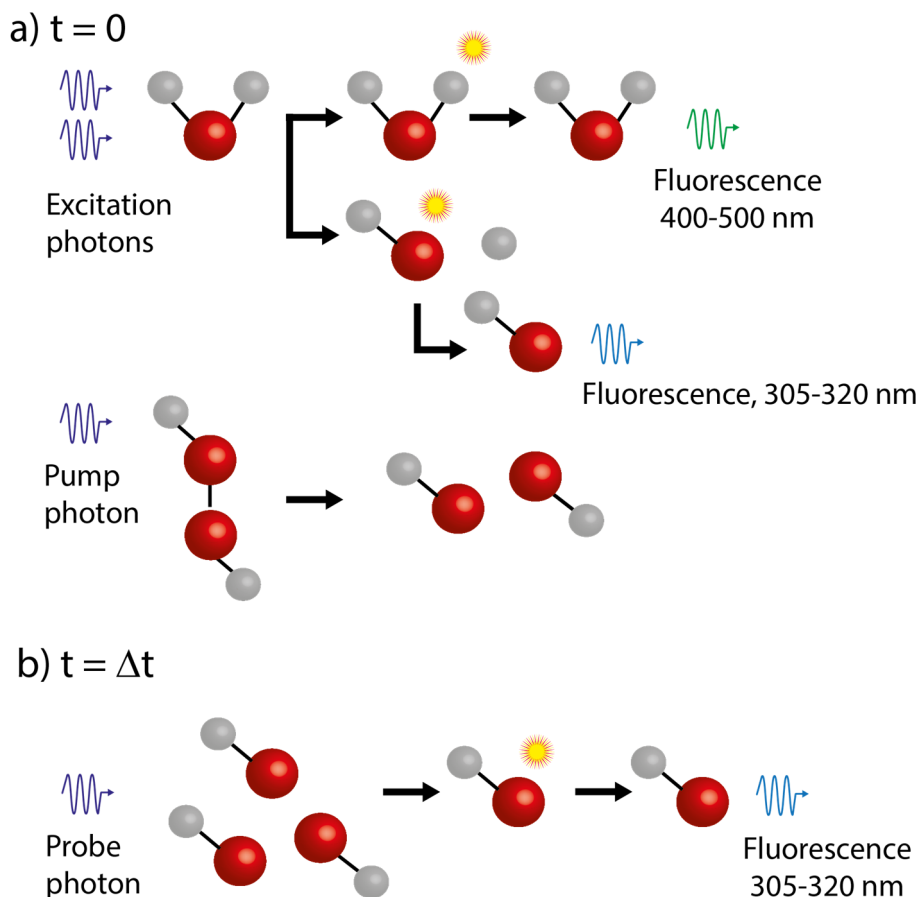 a) t = 0
Excitation
photons
Fluorescence
400-500 nm
Fluorescence, 305-320 nm
Pump
photon
b) t = Δt
Probe
photon
Fluorescence
305-320 nm